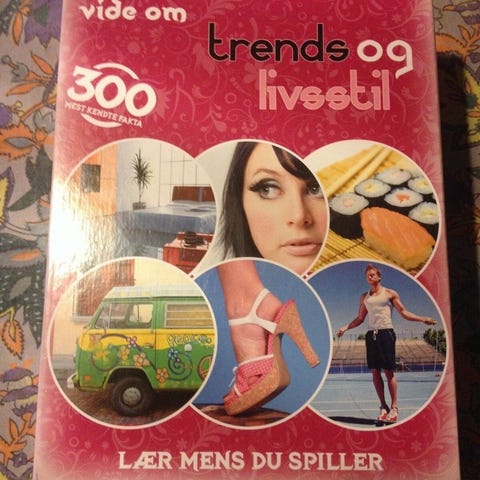 vide om
trends og
livsstil
300
MEST KENDTE FAKTA
LÆR MENS DU SPILLER